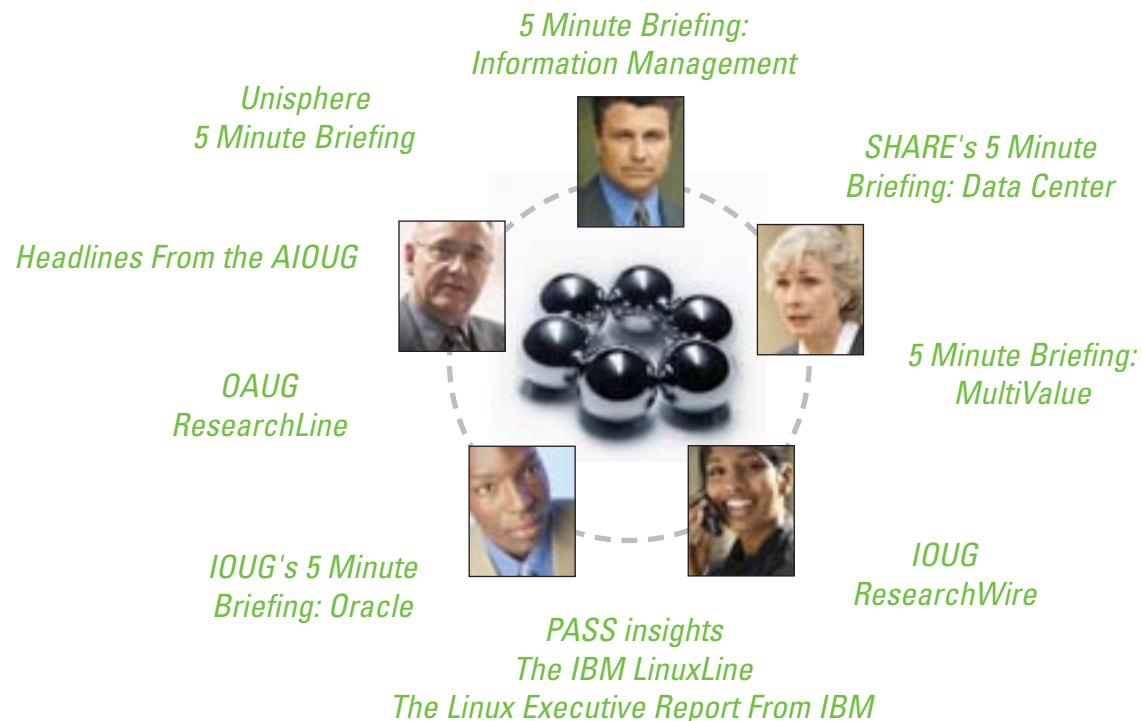 5 Minute Briefing:
Information Management
Unisphere
5 Minute Briefing
SHARE's 5 Minute
Briefing: Data Center
Headlines From the AIOUG
5 Minute Briefing:
MultiValue
OAUG
ResearchLine
IOUG's 5 Minute
Briefing: Oracle
IOUG
ResearchWire
PASS insights
The IBM LinuxLine
The Linux Executive Report From IBM